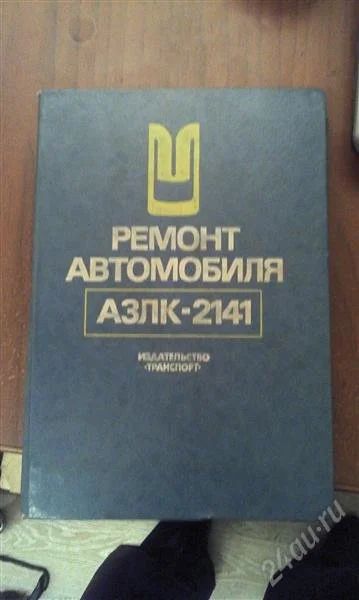 РЕМОНТ
АВТОМОБИЛЯ
АЗЛК-2141
ИЗДАТЕЛЬСТВО
«ТРАНСПОРТ»
24au.ru